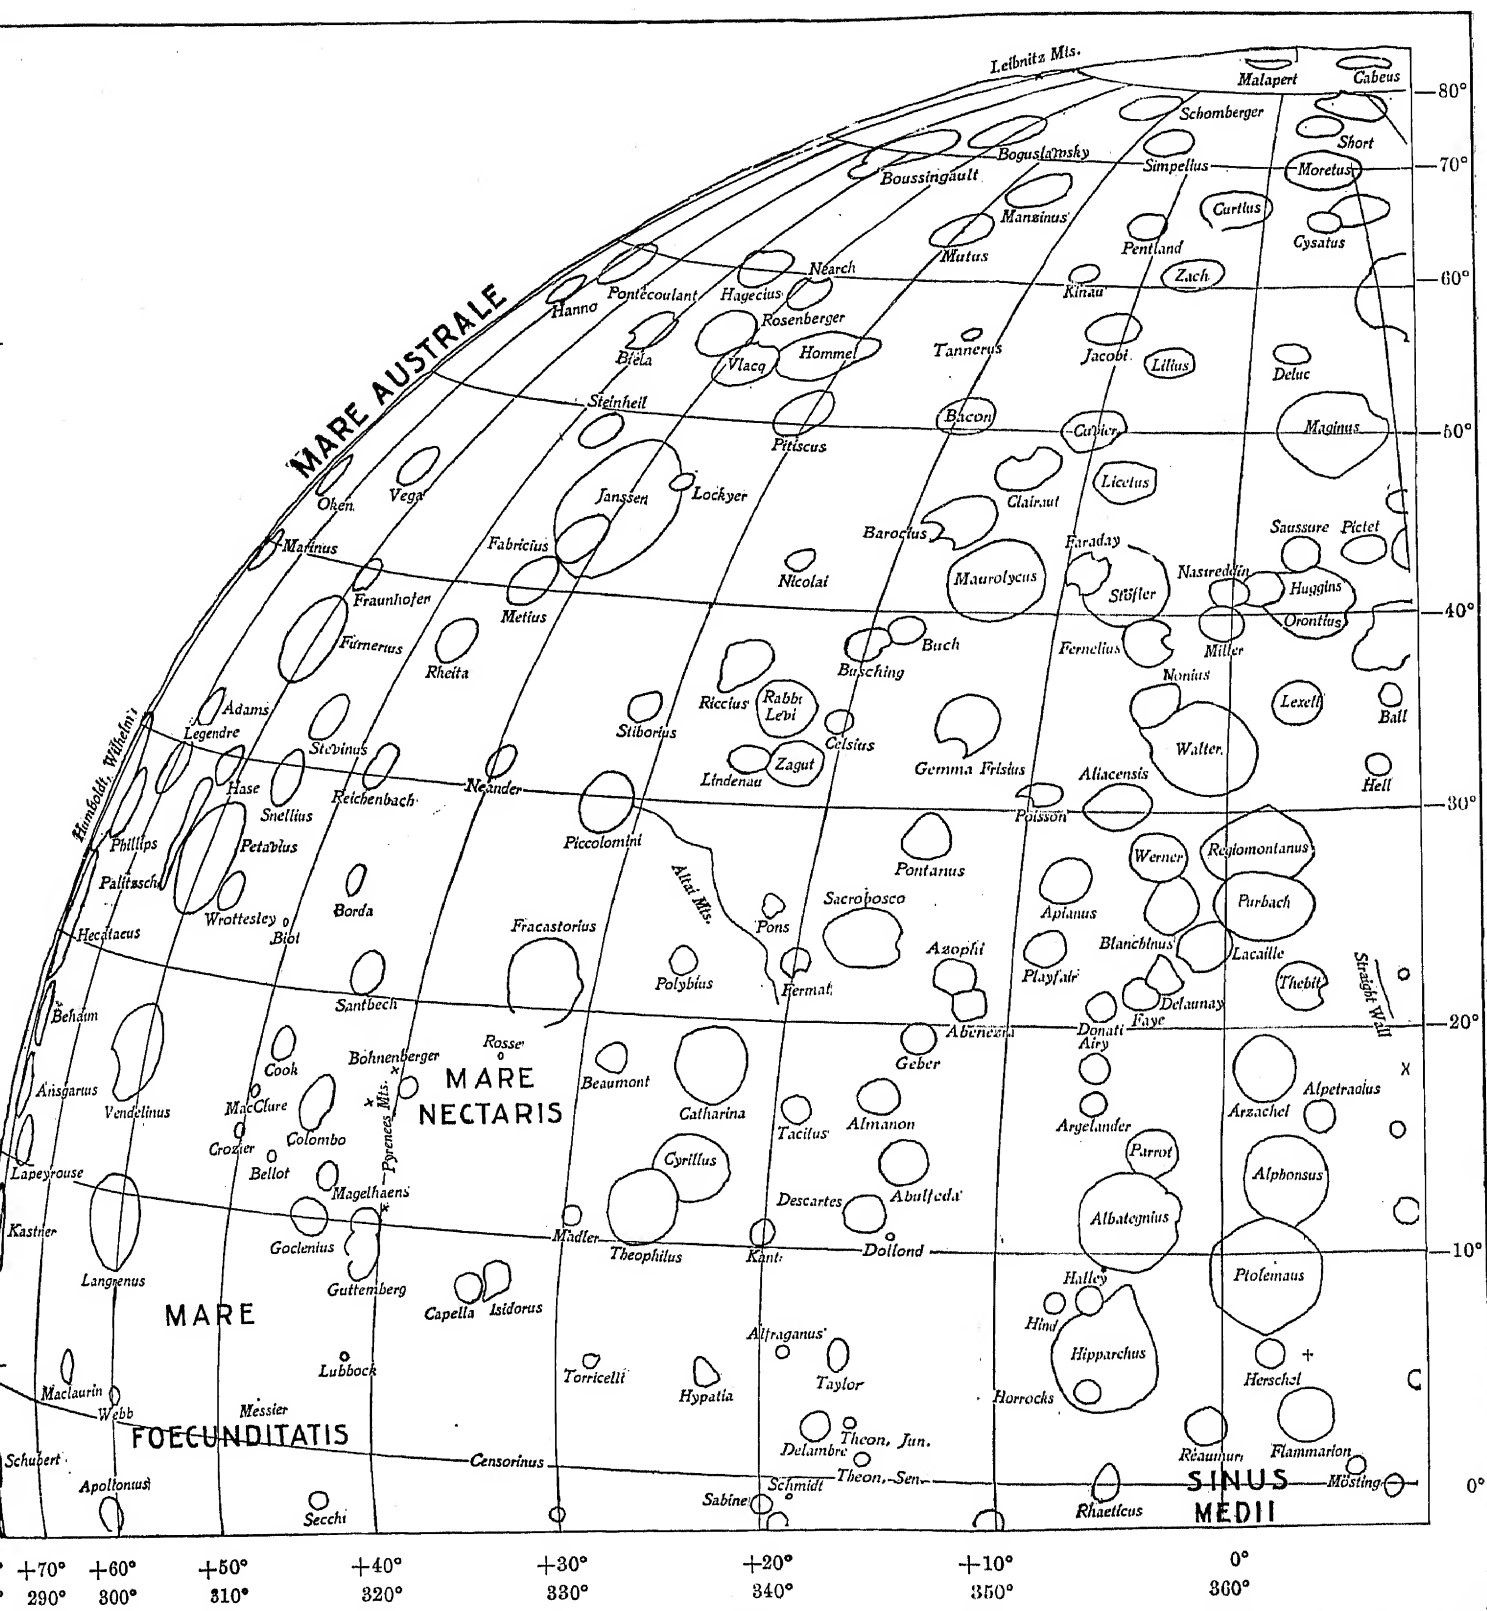 Leibnitz Mts.
Malapert
Cabeus
80°
Schomberger
Short
Boguslawsky
Simpelius
Moretus
70°
Boussingault
Manzinus
Curtius
Cysatus
Mutus
Pentland
Nearch
Zach
60°
Hanno
Pontecoulant
Hagecius
Kinau
Rosenberger
MARE AUSTRALE
Biela
Vlacq
Hommel
Tannerus
Jacobi
Lilius
Deluc
Steinheil
Pitiscus
Bacon
Cuvier
Maginus
50°
Oken
Vega
Janssen
Lockyer
Clairaut
Licetus
Marinus
Fabricius
Barocius
Faraday
Saussure
Pictet
Nicolai
Maurolycus
Stöfler
Nasireddin
Huggins
Fraunhofer
Metius
Orontius
40°
Furnerius
Rheita
Buch
Busching
Fernelius
Miller
Nonius
Adams
Legendre
Riccius
Rabbi
Levi
Lexell
Ball
Stiborius
Celsius
Walter
Humboldt, Wilhelm
Stevinus
Hase
Snellius
Reichenbach
Neander
Lindenau
Zagut
Gemma Frisius
Aliacensis
Hell
30°
Poisson
Phillips
Petavius
Piccolomini
Pontanus
Werner
Regiomontanus
Palitzsch
Altai Mts.
Wrottesley
Borda
Biot
Pons
Sacrobosco
Apianus
Purbach
Hecataeus
Fracastorius
Azophi
Blanchinus
Lacaille
Straight Wall
Santbech
Polybius
Fermat
Playfair
Thebit
Behaim
Abenezra
Donati
Faye
Delaunay
20°
Rosse
Airy
Cook
Bohnenberger
MARE
NECTARIS
Beaumont
Geber
Ansgarius
Vendelinus
MacClure
Colombo
Pyrenees Mts.
Catharina
Tacitus
Almanon
Argelander
Arzachel
Alpetragius
Crozier
Bellot
Lapeyrouse
Magelhaens
Cyrillus
Parrot
Alphonsus
Abulfeda
Descartes
Kastner
Goclenius
Mädler
Theophilus
Kant
Dollond
Albategnius
10°
Langrenus
Guttemberg
Capella
Isidorus
Halley
Ptolemaus
MARE
Hind
Alfraganus
Maclaurin
Lubbock
Torricelli
Hypatia
Taylor
Hipparchus
Herschel
Webb
Messier
Horrocks
FOECUNDITATIS
Delambre
Theon, Jun.
Réaumur
Flammarion
Schubert
Censorinus
Theon, Sen.
SINUS
Mösting
0°
Apollonius
Secchi
Sabine
Schmidt
Rhaeticus
MEDII
+70° +60° +50° +40° +30° +20° +10° 0°
290° 300° 310° 320° 330° 340° 350° 360°